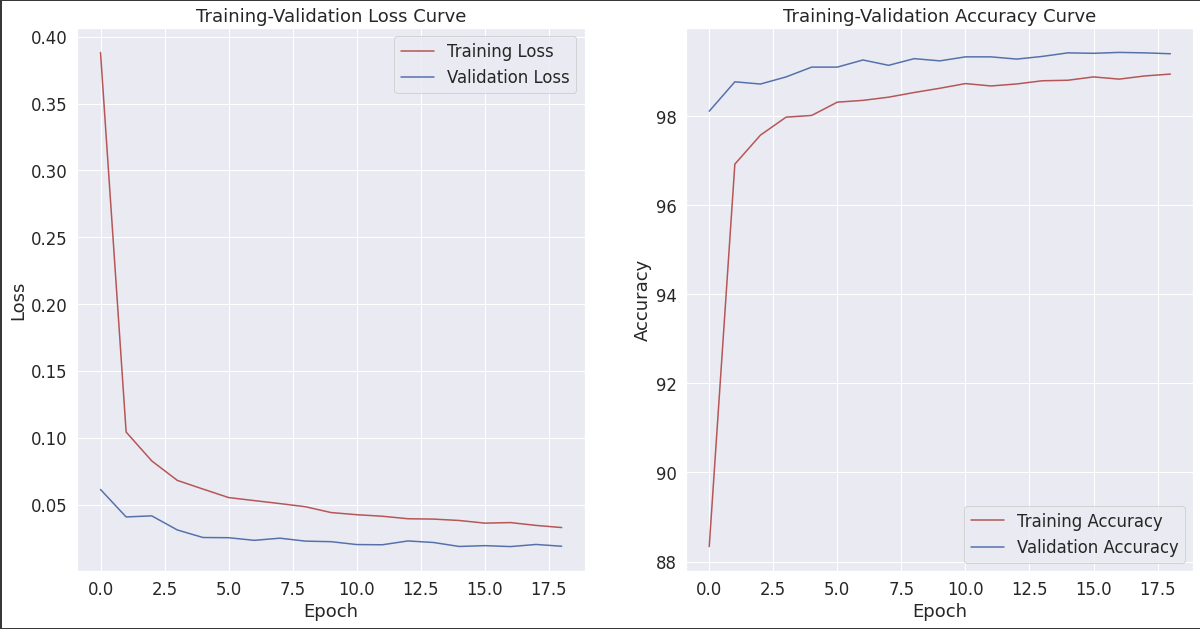 Training-Validation Loss Curve
0.40
0.35
0.30
0.25
0.20
0.15
0.10
0.05
Loss
Training Loss
Validation Loss
0.0 2.5 5.0 7.5 10.0 12.5 15.0 17.5
Epoch
Training-Validation Accuracy Curve
98
96
94
92
90
88
Accuracy
Training Accuracy
Validation Accuracy
0.0 2.5 5.0 7.5 10.0 12.5 15.0 17.5
Epoch